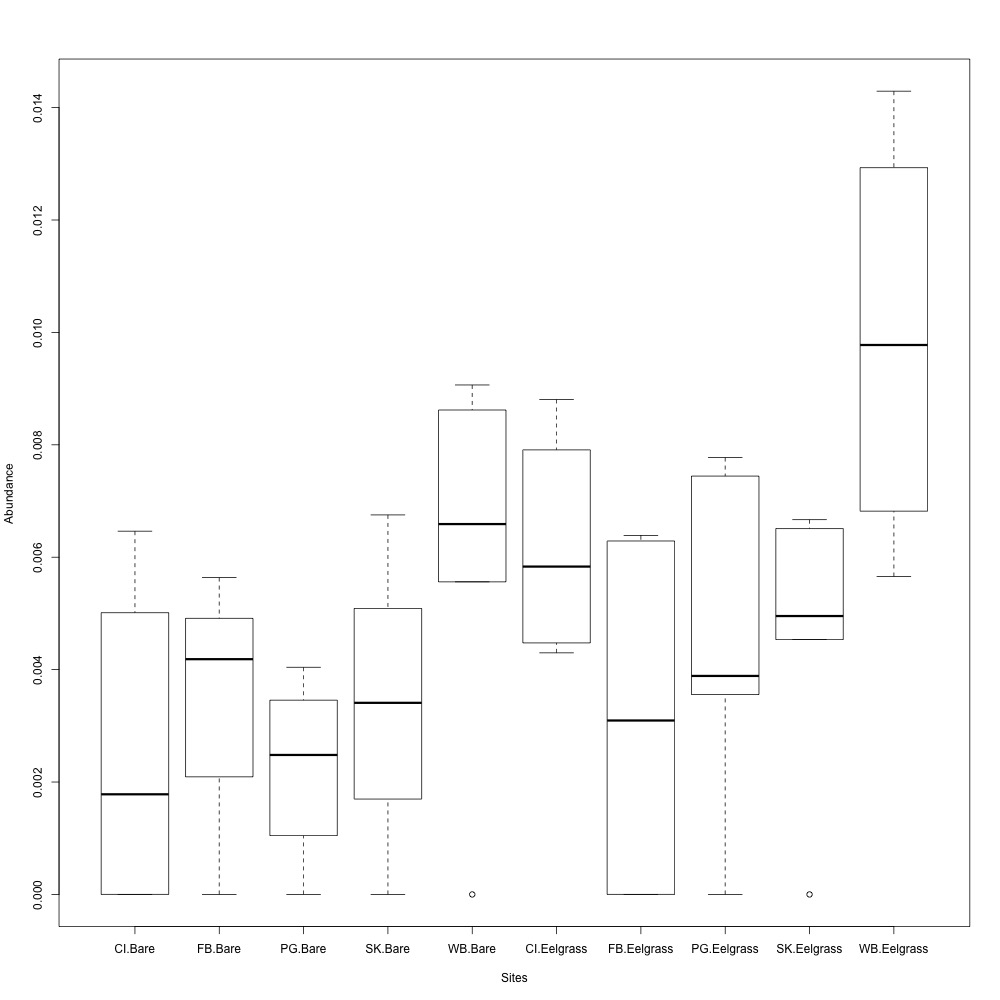 Abundance
0.014
0.012
0.010
0.008
0.006
0.004
0.002
0.000
CI.Bare FB.Bare PG.Bare SK.Bare WB.Bare CI.Eelgrass FB.Eelgrass PG.Eelgrass SK.Eelgrass WB.Eelgrass
Sites